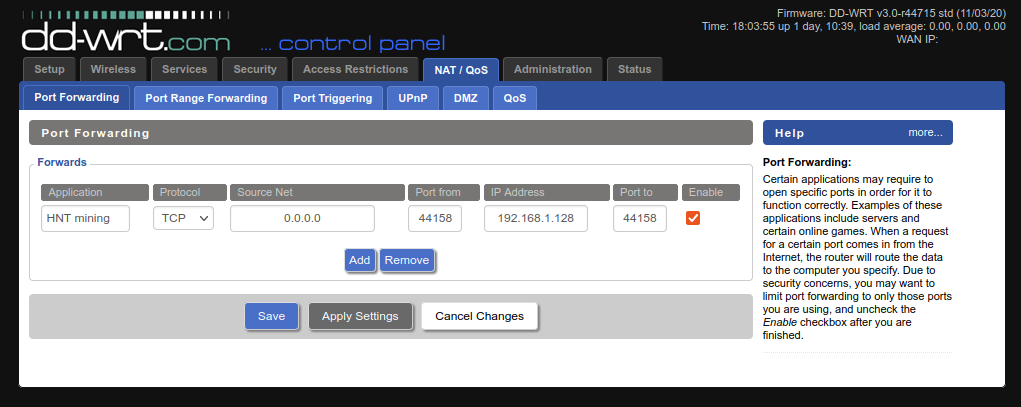 Firmware: DD-WRT v3.0-r44715 std (11/03/20)
Time: 18:03:55 up 1 day, 10:39, load average: 0.00, 0.00, 0.00
WAN IP:
dd-wrt.com ... control panel
Setup Wireless Services Security Access Restrictions NAT / QoS Administration Status
Port Forwarding Port Range Forwarding Port Triggering UPnP DMZ QoS
Port Forwarding
Forwards
Application Protocol Source Net Port from IP Address Port to Enable
HNT mining TCP 0.0.0.0 44158 192.168.1.128 44158
Add Remove
Save Apply Settings Cancel Changes
Help more...
Port Forwarding:
Certain applications may require to
open specific ports in order for it to
function correctly. Examples of these
applications include servers and
certain online games. When a request
for a certain port comes in from the
Internet, the router will route the data
to the computer you specify. Due to
security concerns, you may want to
limit port forwarding to only those ports
you are using, and uncheck the
Enable checkbox after you are
finished.